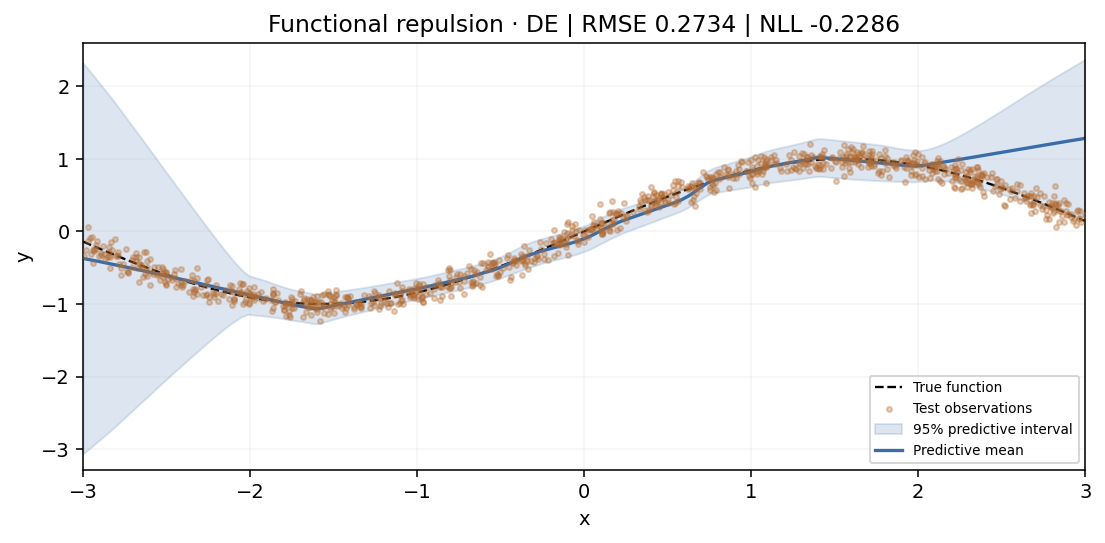 Functional repulsion · DE | RMSE 0.2734 | NLL -0.2286
y
2
1
0
−1
−2
−3
True function
Test observations
95% predictive interval
Predictive mean
−3
−2
−1
0
1
2
3
x